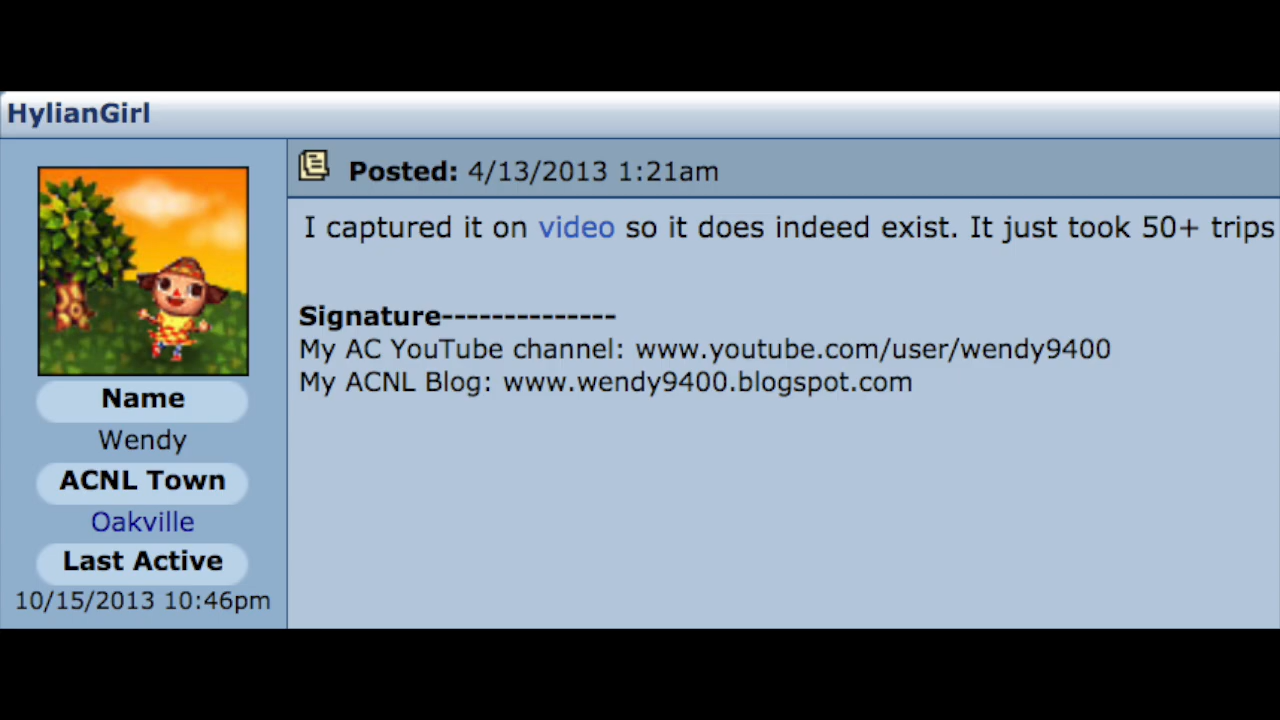 HylianGirl
Posted: 4/13/2013 1:21am
I captured it on video so it does indeed exist. It just took 50+ trips
Signature--------------
My AC YouTube channel: www.youtube.com/user/wendy9400
My ACNL Blog: www.wendy9400.blogspot.com
Name
Wendy
ACNL Town
Oakville
Last Active
10/15/2013 10:46pm